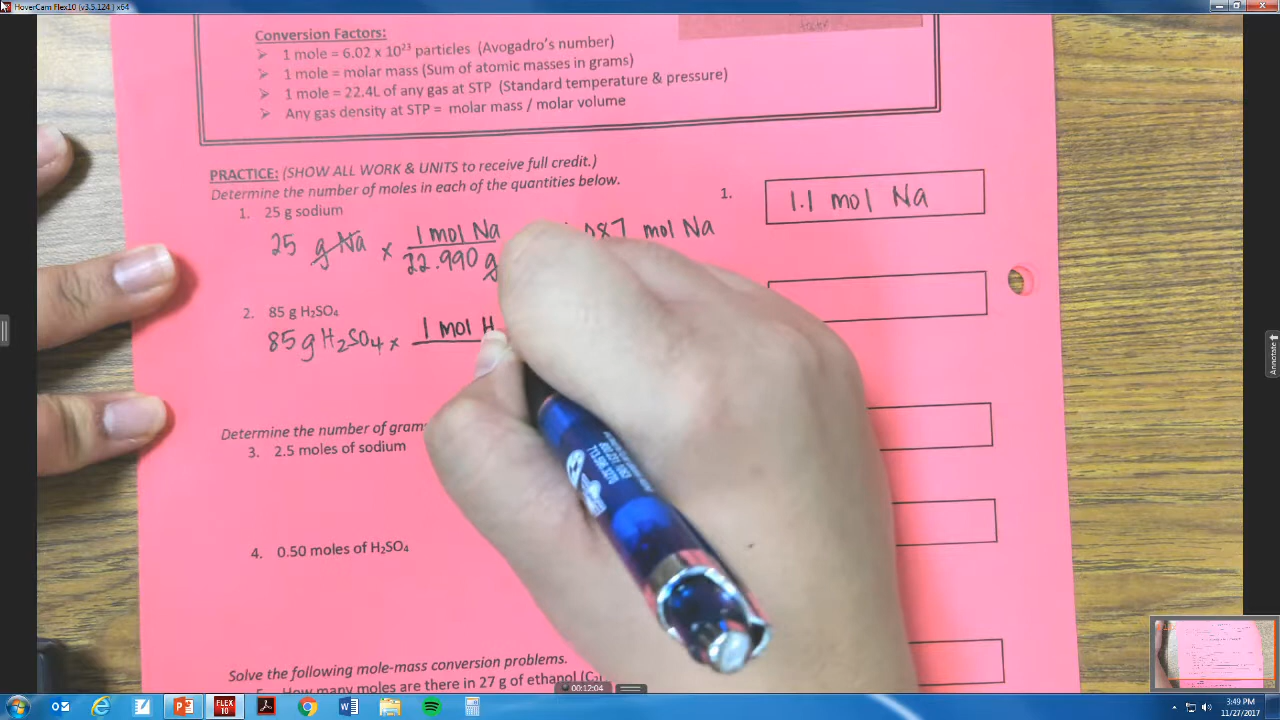 HoverCam Flex10 (v3.5.124 ) x64
Conversion Factors:
➢ 1 mole = 6.02 x 10²³ particles (Avogadro's number)
➢ 1 mole = molar mass (Sum of atomic masses in grams)
➢ 1 mole = 22.4L of any gas at STP (Standard temperature & pressure)
➢ Any gas density at STP = molar mass / molar volume
PRACTICE: (SHOW ALL WORK & UNITS to receive full credit.)
Determine the number of moles in each of the quantities below.
1.
1.1 mol Na
1. 25 g sodium
25 g Na × 1 mol Na
22.990 g
087 mol Na
2. 85 g H₂SO₄
85 g H₂SO₄ × 1 mol H
Determine the number of gram
3. 2.5 moles of sodium
4. 0.50 moles of H₂SO₄
Solve the following mole-mass conversion problems.
How many moles are there in 27 g of ethanol (C₂
Annotate
00:12:04
FLEX
10
3:49 PM
11/27/2017